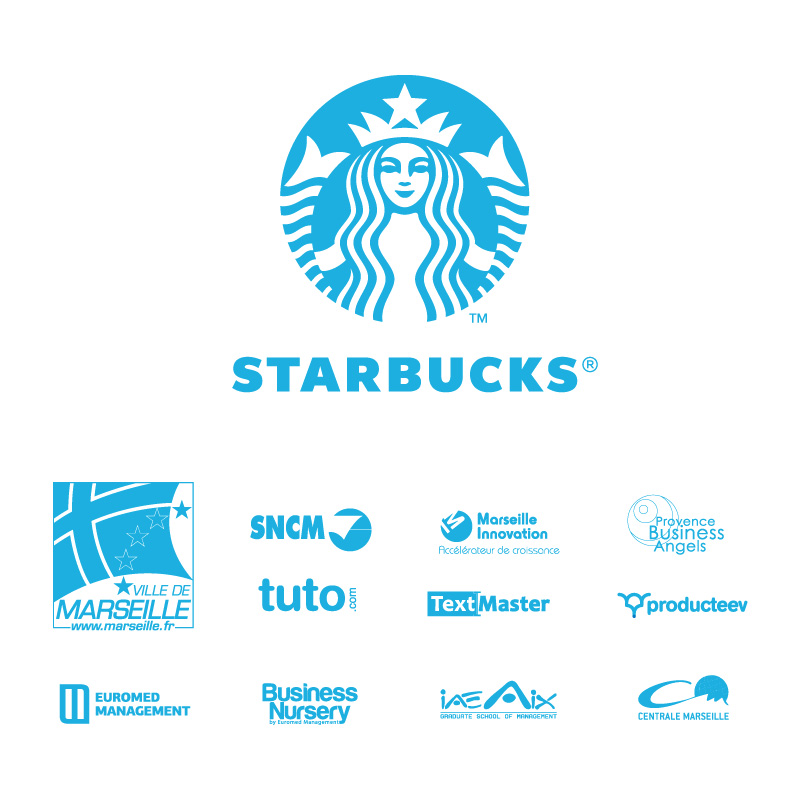 TM
STARBUCKS®
VILLE DE
MARSEILLE
www.marseille.fr
SNCM
Marseille
Innovation
Accélérateur de croissance
Provence
Business
Angels
tuto.com
TextMaster
producteev
EUROMED
MANAGEMENT
Business
Nursery
by Euromed Management
iAE Aix
GRADUATE SCHOOL OF MANAGEMENT
CENTRALE MARSEILLE